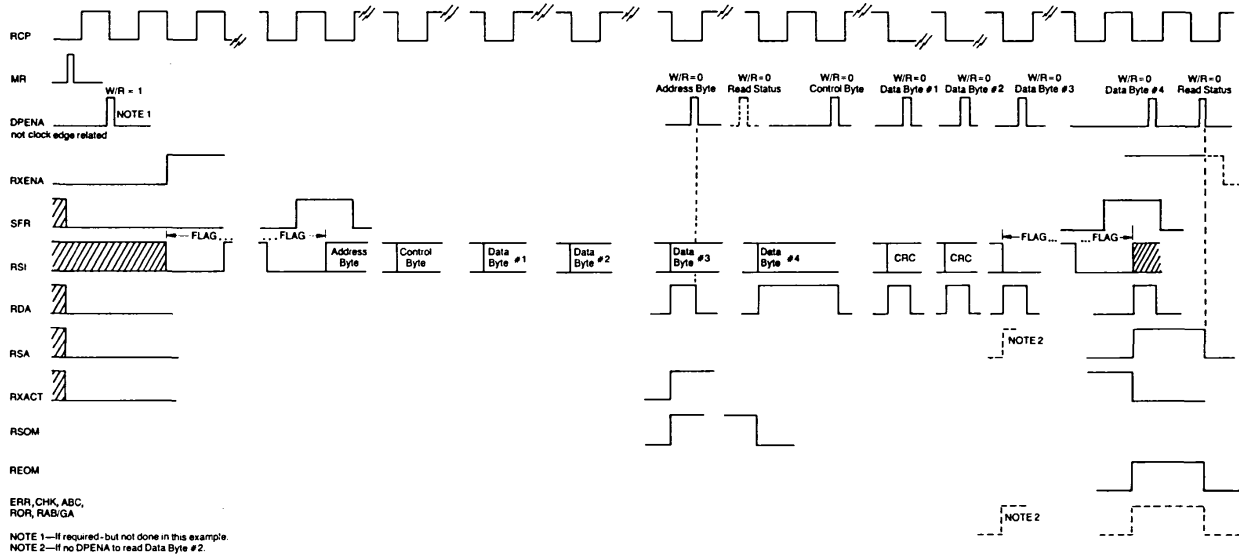 RCP
MR
W/R = 1
NOTE 1
W/R = 0
Address Byte
W/R = 0
Read Status
W/R = 0
Control Byte
W/R = 0
Data Byte #1
W/R = 0
Data Byte #2
W/R = 0
Data Byte #3
W/R = 0
Data Byte #4
W/R = 0
Read Status
DPENA
not clock edge related
RXENA
SFR
FLAG
... FLAG
FLAG...
... FLAG
RSI
Address
Byte
Control
Byte
Data
Byte #1
Data
Byte #2
Data
Byte #3
Data
Byte #4
CRC
CRC
RDA
RSA
NOTE 2
RXACT
RSOM
REOM
ERR, CHK, ABC,
ROR, RAB/GA
NOTE 2
NOTE 1—If required-but not done in this example.
NOTE 2—If no DPENA to read Data Byte #2.